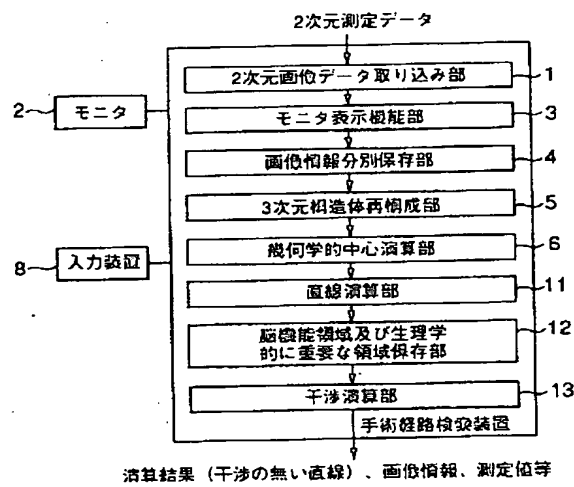 2次元測定データ
2次元画像データ取り込み部
1
2
モニタ
モニタ表示機能部
3
画像情報分別保存部
4
3次元構造体再構成部
5
8
入力装置
幾何学的中心演算部
6
直線演算部
11
脳機能領域及び生理学
的に重要な領域保存部
12
干渉演算部
13
手術経路検索装置
演算結果（干渉の無い直線）、画像情報、測定値等